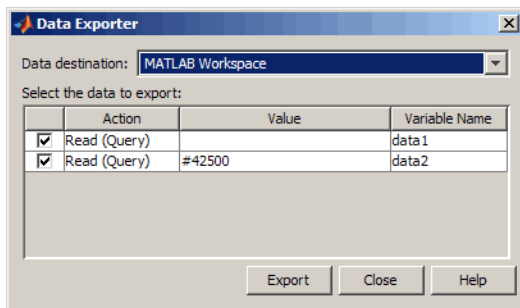 Data Exporter
Data destination: MATLAB Workspace
Select the data to export:
Action Value Variable Name
Read (Query) data1
Read (Query) #42500 data2
Export Close Help